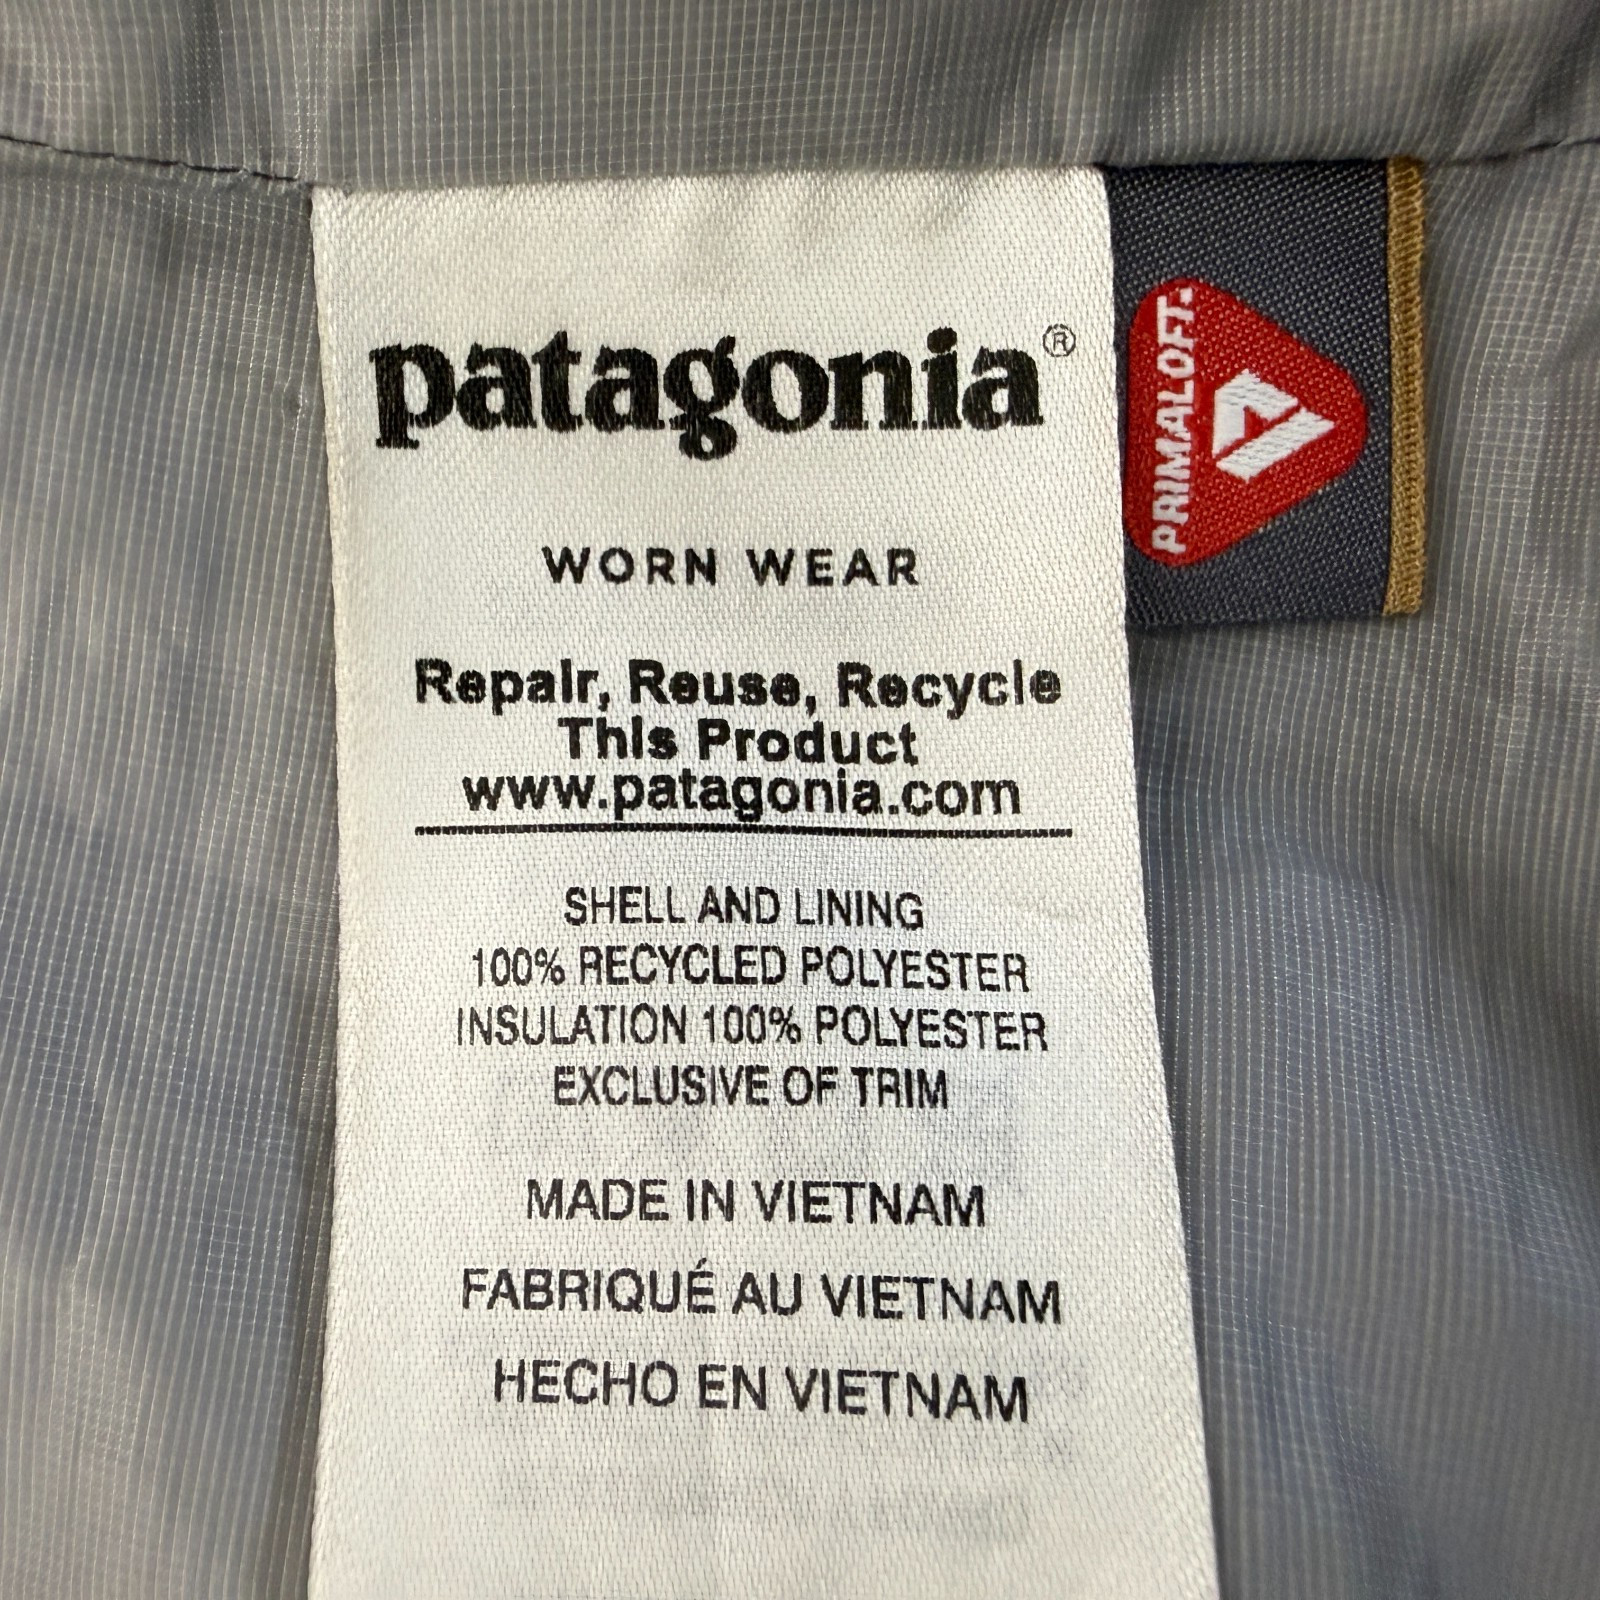 patagonia®
WORN WEAR
Repair, Reuse, Recycle
This Product
www.patagonia.com
SHELL AND LINING
100% RECYCLED POLYESTER
INSULATION 100% POLYESTER
EXCLUSIVE OF TRIM
MADE IN VIETNAM
FABRIQUÉ AU VIETNAM
HECHO EN VIETNAM
PRIMALOFT.